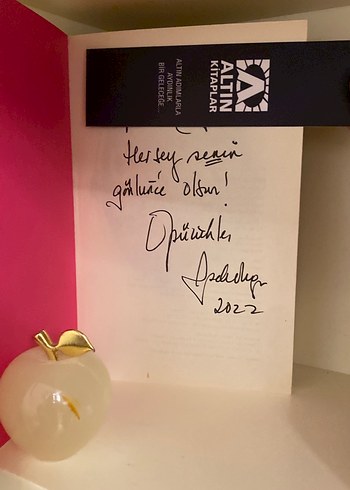 ALTIN
KİTAPLAR
ALTIN ADIMLARLA
AYDINLIK
BİR GELECEĞE...
Herşey senin
gönlünce olsun!
Öpücükler
2022